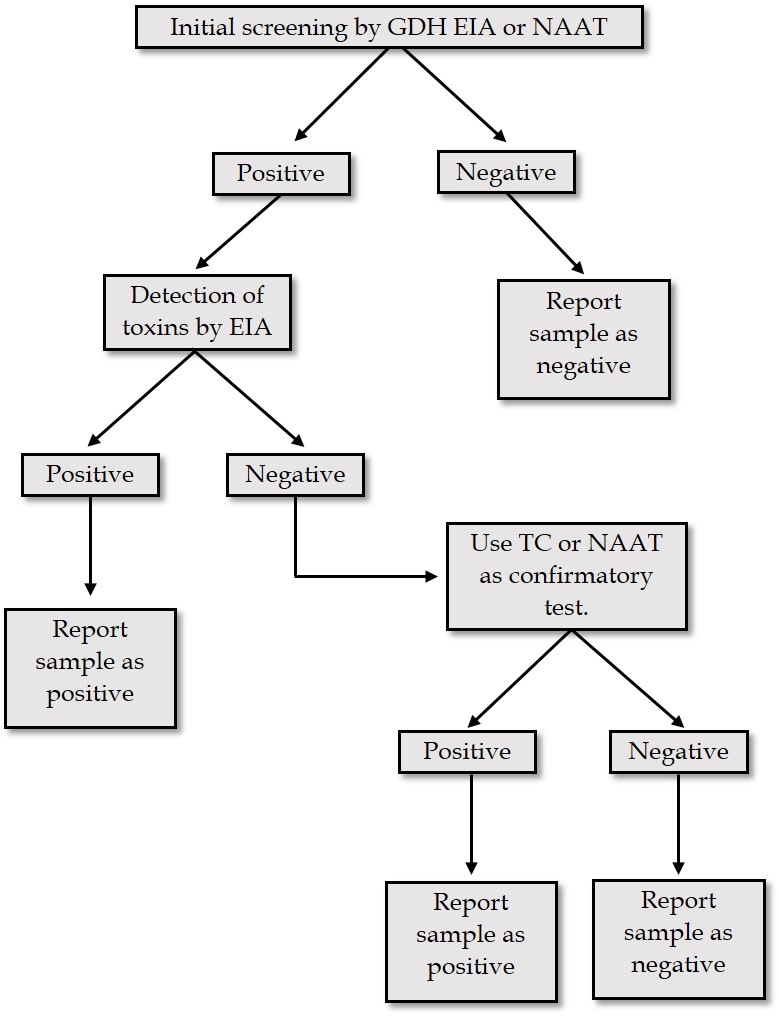 Initial screening by GDH EIA or NAAT
Positive
Negative
Detection of
toxins by EIA
Report
sample as
negative
Positive
Negative
Use TC or NAAT
as confirmatory
test.
Report
sample as
positive
Positive
Negative
Report
sample as
positive
Report
sample as
negative